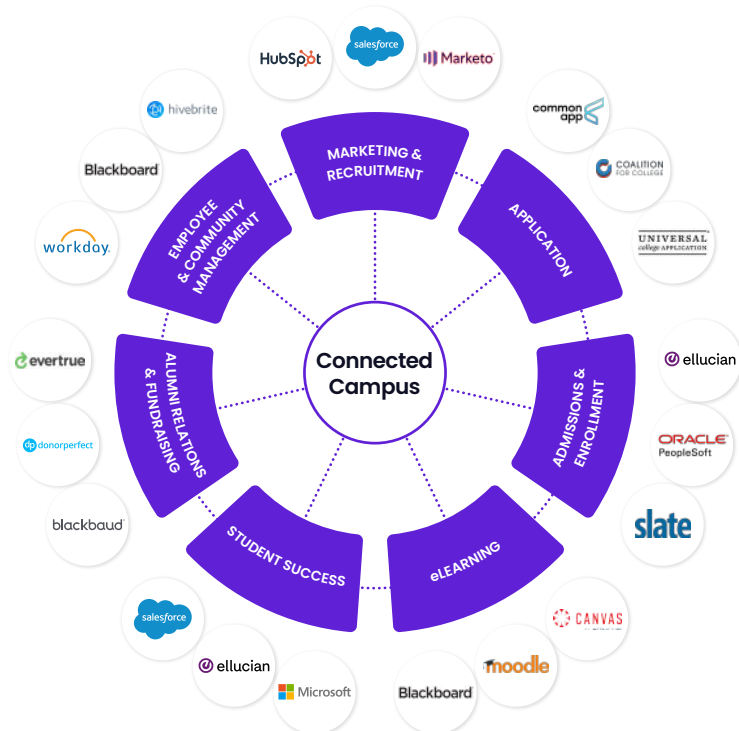 HubSpot
salesforce
Marketo
common
app
COALITION
FOR COLLEGE
UNIVERSAL
college APPLICATION
ellucian
ORACLE
PeopleSoft
slate
CANVAS
moodle
Blackboard
Microsoft
ellucian
salesforce
blackbaud
dp donorperfect
evertrue
workday.
Blackboard
hivebrite
MARKETING &
RECRUITMENT
APPLICATION
ADMISSIONS &
ENROLLMENT
eLEARNING
STUDENT SUCCESS
ALUMNI RELATIONS
& FUNDRAISING
EMPLOYEE
& COMMUNITY
MANAGEMENT
Connected
Campus